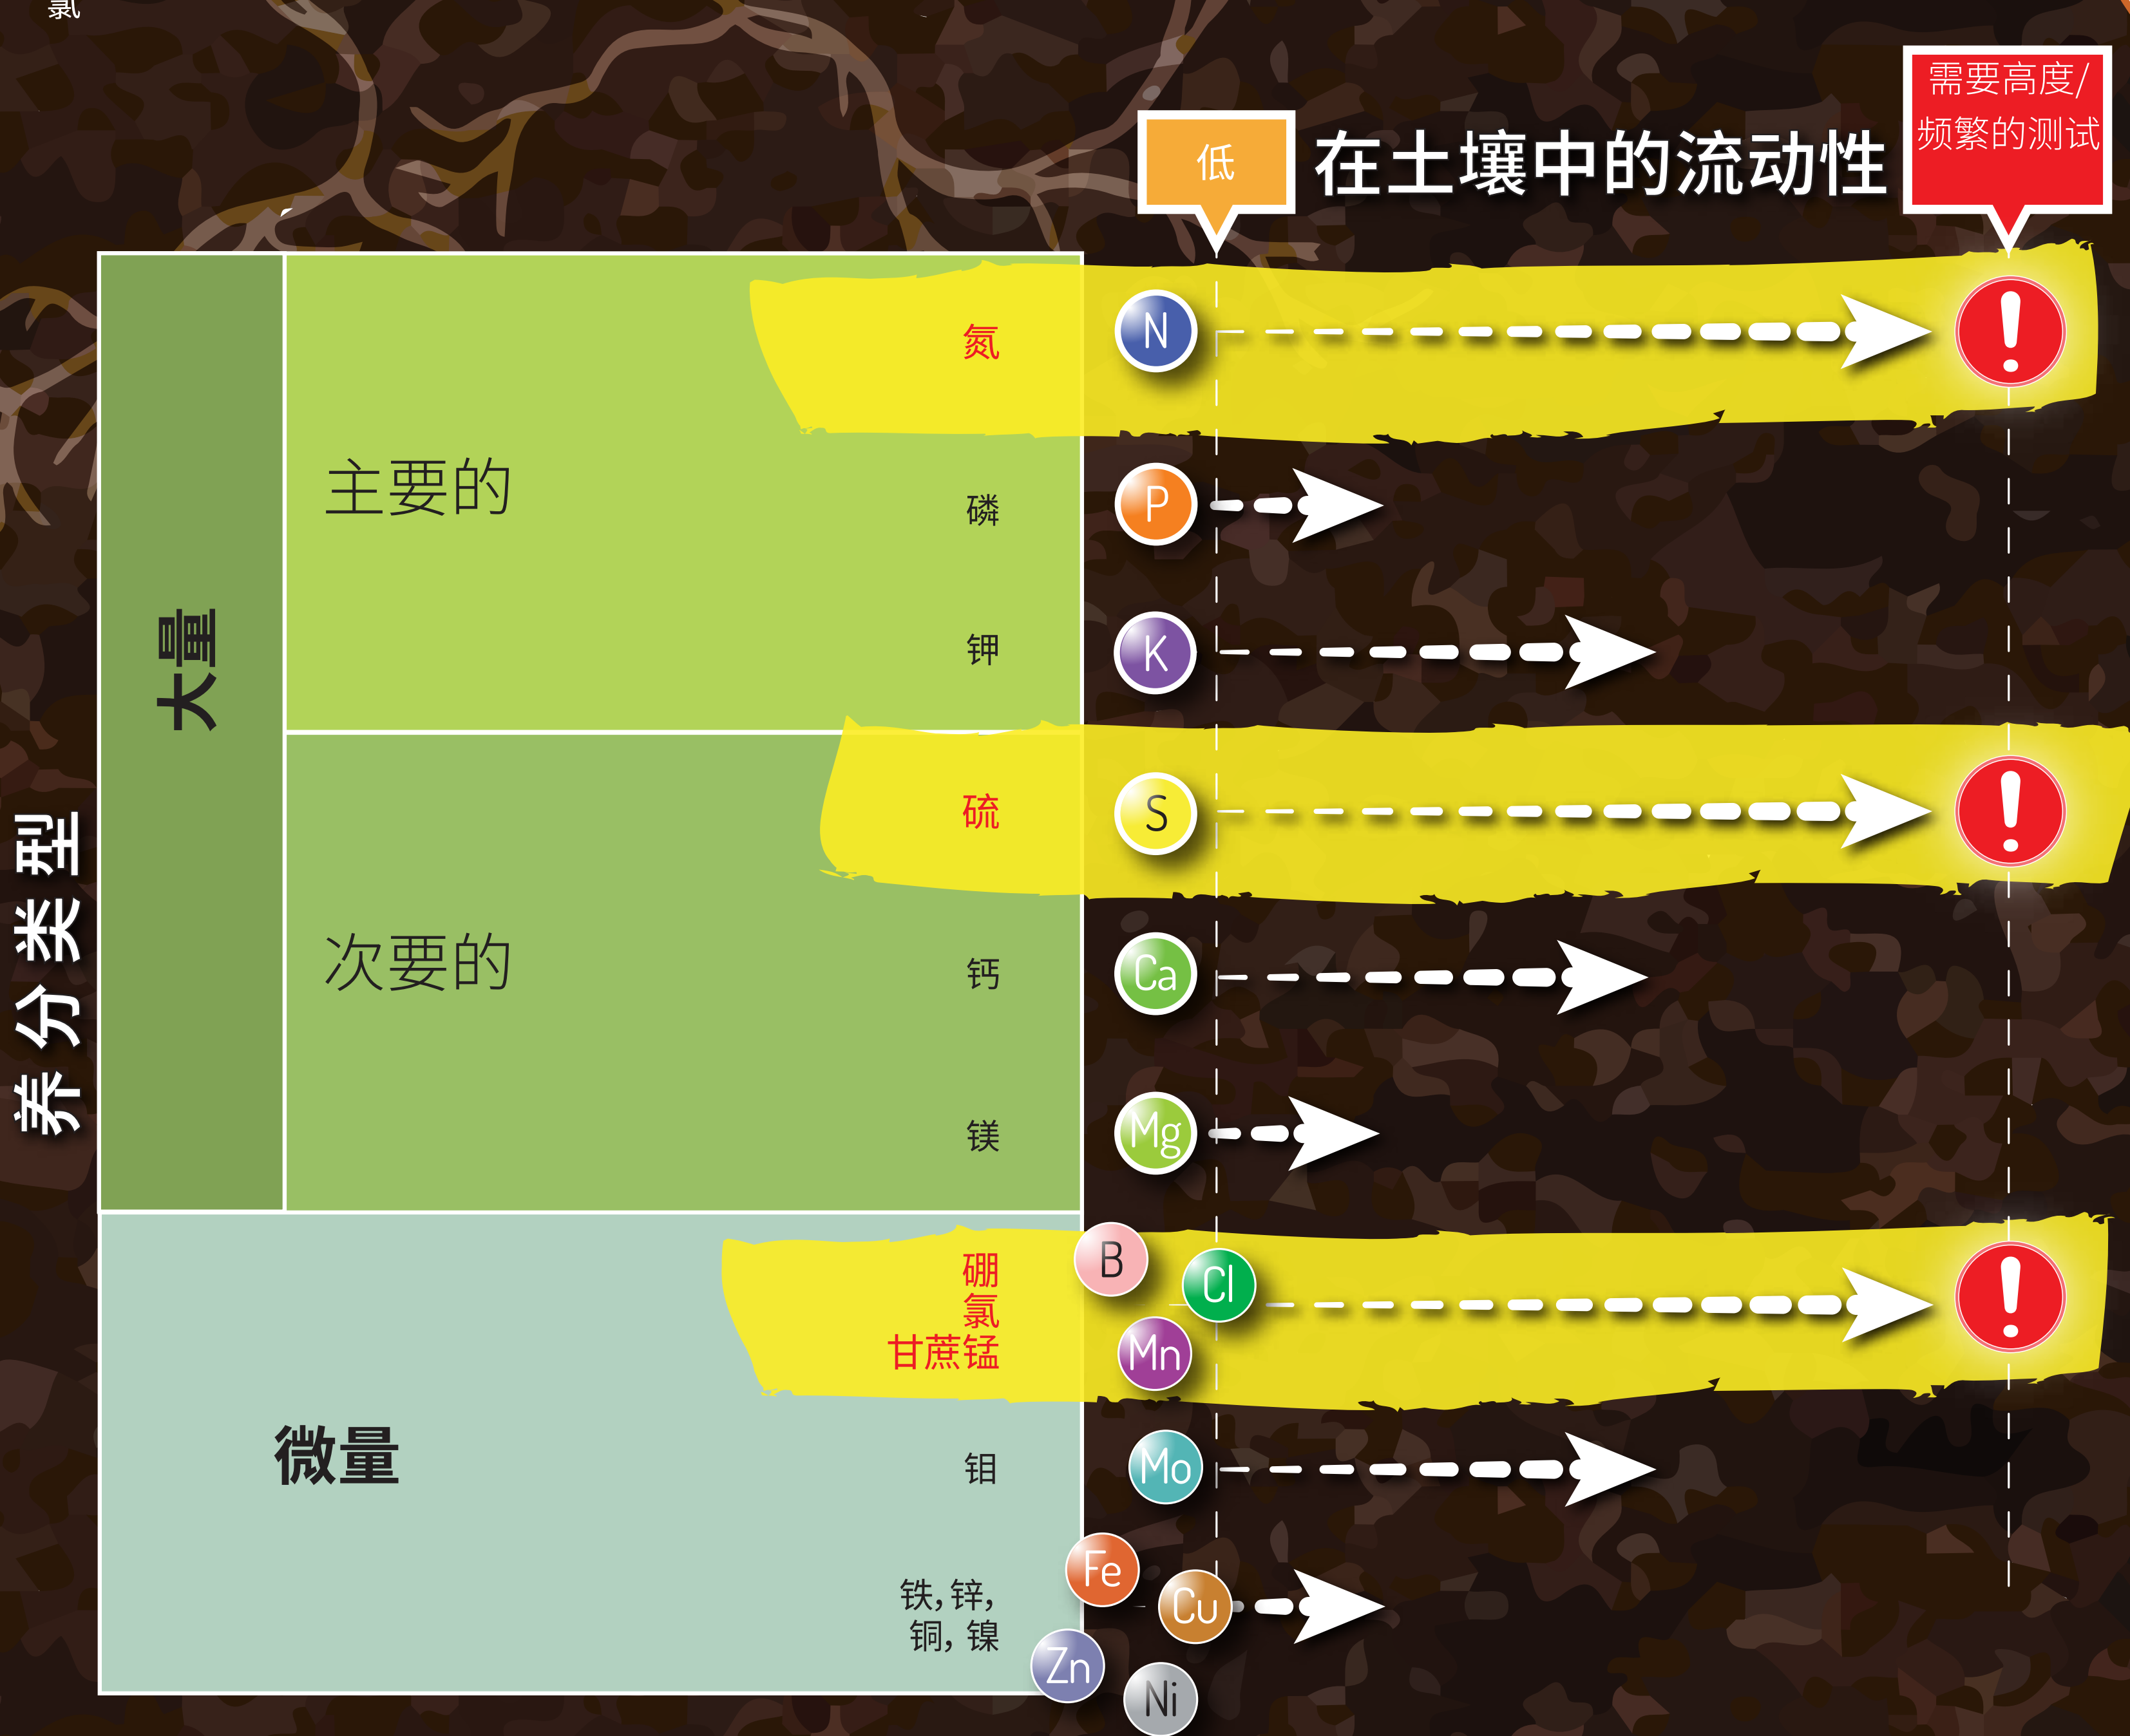 氯
需要高度/
频繁的测试
低
在土壤中的流动性
养分类型
大量
主要的
氮
N
磷
P
钾
K
次要的
硫
S
钙
Ca
镁
Mg
微量
硼
氯
甘蔗锰
B
Cl
Mn
钼
Mo
铁，锌，
铜，镍
Fe
Cu
Zn
Ni